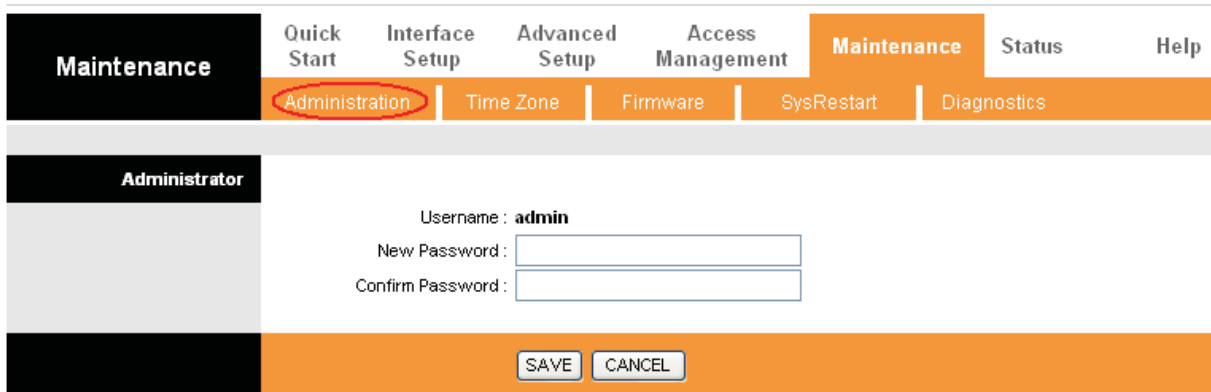 Maintenance
Quick Start
Interface Setup
Advanced Setup
Access Management
Maintenance
Status
Help
Administration
Time Zone
Firmware
SysRestart
Diagnostics
Administrator
Username : admin
New Password :
Confirm Password :
SAVE
CANCEL